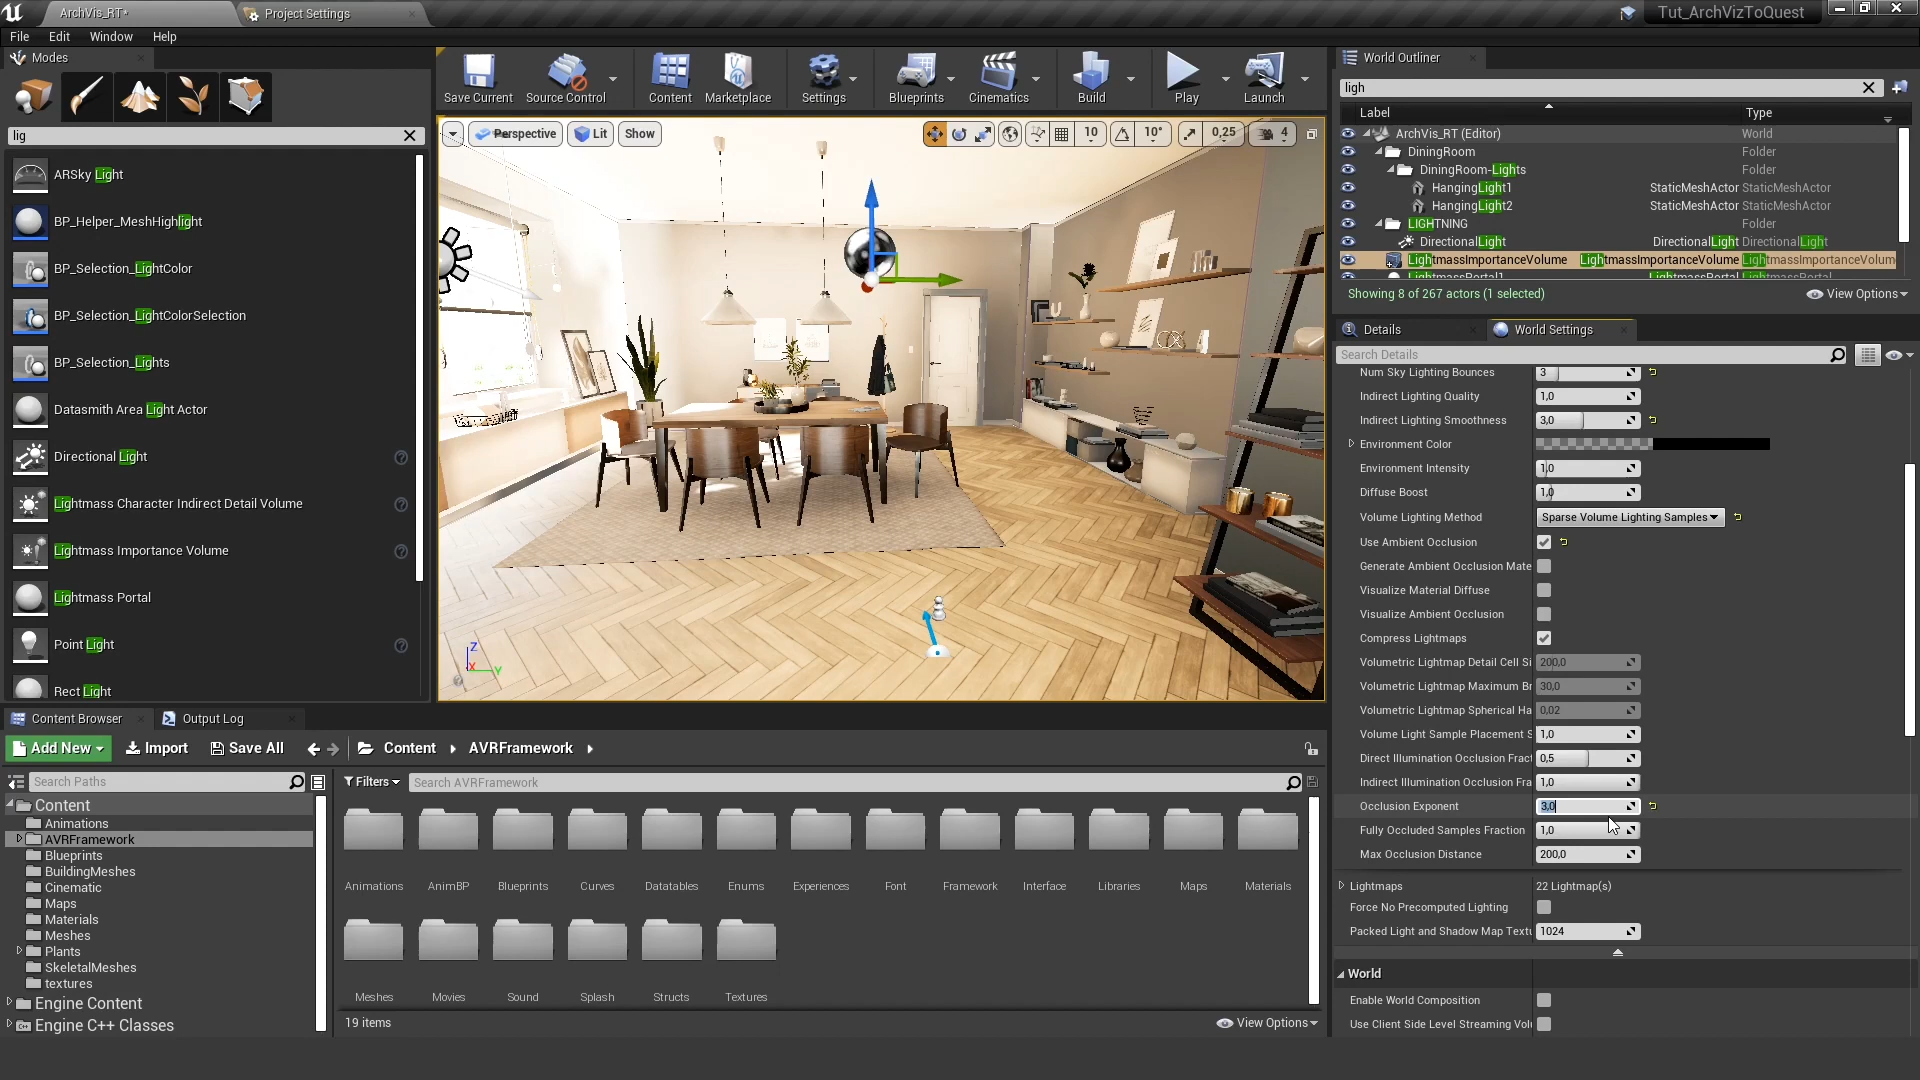 ArchVis_RT*
Project Settings
Tut_ArchVizToQuest
File Edit Window Help
Modes
lig
ARSky Light
BP_Helper_MeshHighlight
BP_Selection_LightColor
BP_Selection_LightColorSelection
BP_Selection_Lights
Datasmith Area Light Actor
Directional Light
Lightmass Character Indirect Detail Volume
Lightmass Importance Volume
Lightmass Portal
Point Light
Rect Light
Save Current Source Control Content Marketplace Settings Blueprints Cinematics Build Play Launch
Perspective Lit Show 10 10° 0,25 4
Z
X Y
World Outliner
ligh
Label Type
ArchVis_RT (Editor) World
DiningRoom Folder
DiningRoom-Lights Folder
HangingLight1 StaticMeshActor StaticMeshActor
HangingLight2 StaticMeshActor StaticMeshActor
LIGHTNING Folder
DirectionalLight DirectionalLight DirectionalLight
LightmassImportanceVolume LightmassImportanceVolume LightmassImportanceVolum
LightmassPortal1 LightmassPortal LightmassPortal
Showing 8 of 267 actors (1 selected) View Options
Details World Settings
Search Details
Num Sky Lighting Bounces 3
Indirect Lighting Quality 1,0
Indirect Lighting Smoothness 3,0
Environment Color
Environment Intensity 1,0
Diffuse Boost 1,0
Volume Lighting Method Sparse Volume Lighting Samples
Use Ambient Occlusion
Generate Ambient Occlusion Mate
Visualize Material Diffuse
Visualize Ambient Occlusion
Compress Lightmaps
Volumetric Lightmap Detail Cell Si 200,0
Volumetric Lightmap Maximum Br 30,0
Volumetric Lightmap Spherical Ha 0,02
Volume Light Sample Placement S 1,0
Direct Illumination Occlusion Fract 0,5
Indirect Illumination Occlusion Fra 1,0
Occlusion Exponent 3,0
Fully Occluded Samples Fraction 1,0
Max Occlusion Distance 200,0
Lightmaps 22 Lightmap(s)
Force No Precomputed Lighting
Packed Light and Shadow Map Textu 1024
World
Enable World Composition
Use Client Side Level Streaming Volu
Content Browser Output Log
Add New Import Save All Content AVRFramework
Search Paths
Filters Search AVRFramework
Content
Animations
AVRFramework
Blueprints
BuildingMeshes
Cinematic
Maps
Materials
Meshes
Plants
SkeletalMeshes
textures
Engine Content
Engine C++ Classes
Animations AnimBP Blueprints Curves Datatables Enums Experiences Font Framework Interface Libraries Maps Materials
Meshes Movies Sound Splash Structs Textures
19 items View Options